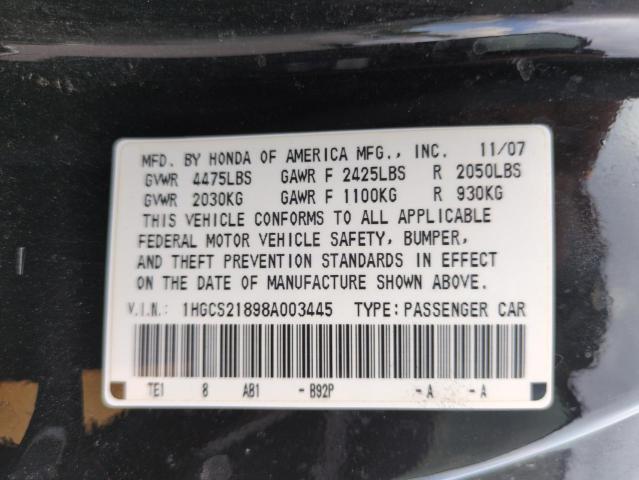 MFD. BY HONDA OF AMERICA MFG., INC. 11/07
GVWR 4475LBS GAWR F 2425LBS R 2050LBS
GVWR 2030KG GAWR F 1100KG R 930KG
THIS VEHICLE CONFORMS TO ALL APPLICABLE
FEDERAL MOTOR VEHICLE SAFETY, BUMPER,
AND THEFT PREVENTION STANDARDS IN EFFECT
ON THE DATE OF MANUFACTURE SHOWN ABOVE.
V.I.N.: 1HGCS21898A003445 TYPE: PASSENGER CAR
TE1 8 AB1 -B92P -A -A